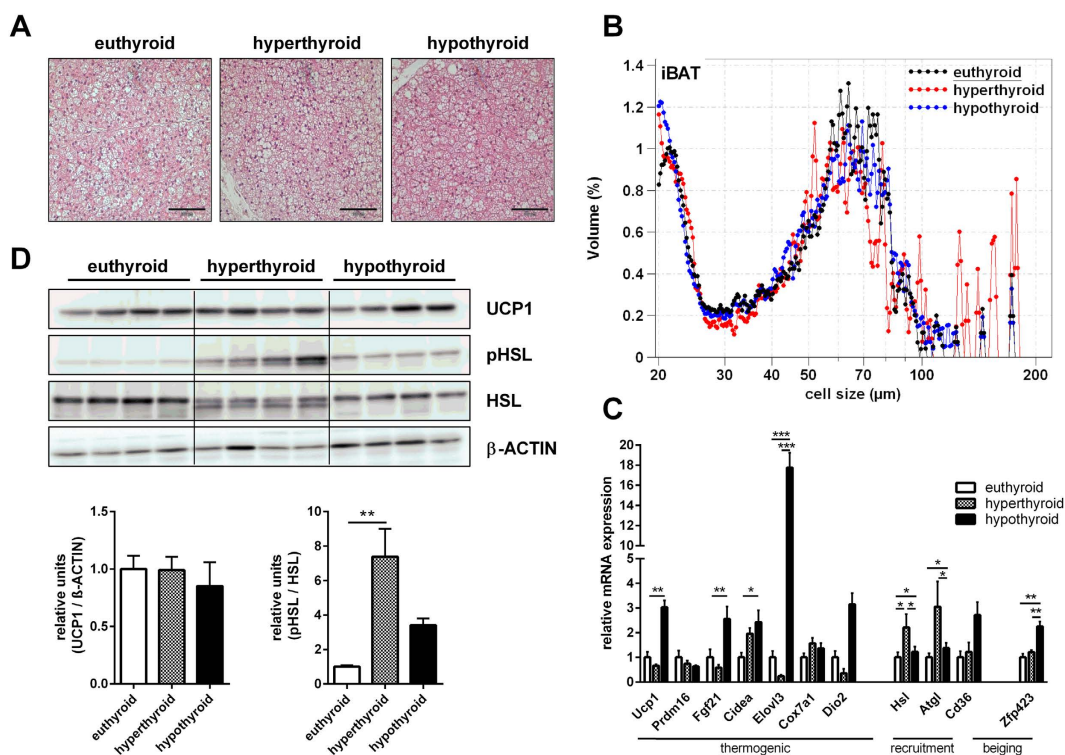 A
euthyroid
hyperthyroid
hypothyroid
B
iBAT
euthyroid
hyperthyroid
hypothyroid
1.4
1.2
1
0.8
0.6
0.4
0.2
0
Volume (%)
20
30
40
50
60
70
80
100
200
cell size (µm)
D
euthyroid
hyperthyroid
hypothyroid
UCP1
pHSL
HSL
β-ACTIN
relative units
(UCP1 / ß-ACTIN)
1.5
1.0
0.5
0.0
euthyroid
hyperthyroid
hypothyroid
relative units
(pHSL / HSL)
10
8
6
4
2
0
**
euthyroid
hyperthyroid
hypothyroid
C
relative mRNA expression
20
18
16
14
12
10
8
6
5
4
3
2
1
0
euthyroid
hyperthyroid
hypothyroid
**
**
*
***
***
*
* *
*
*
**
**
Ucp1
Prdm16
Fgf21
Cidea
Elovl3
Cox7a1
Dio2
Hsl
Atgl
Cd36
Zfp423
thermogenic
recruitment
beiging